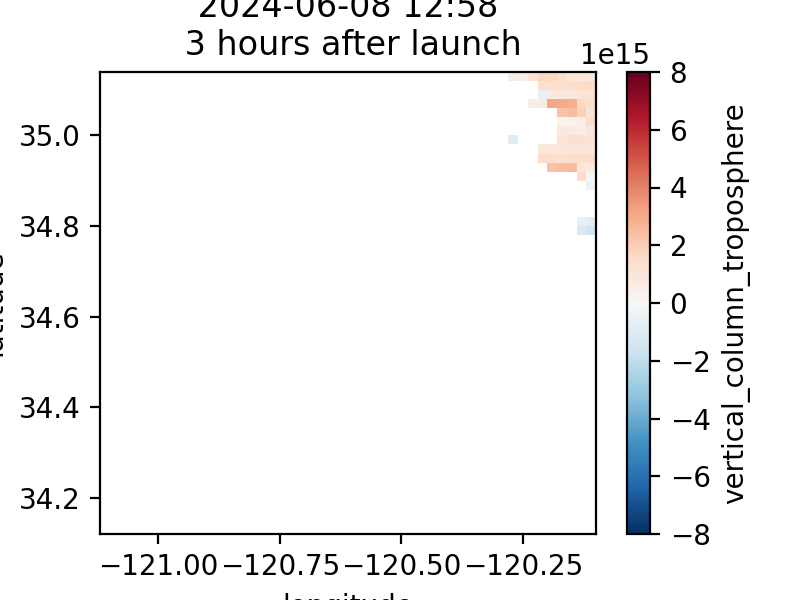 2024-06-08 12:58
3 hours after launch
1e15
8
6
4
2
0
−2
−4
−6
−8
vertical_column_troposphere
35.0
34.8
34.6
34.4
34.2
−121.00 −120.75 −120.50 −120.25
longitude
latitude